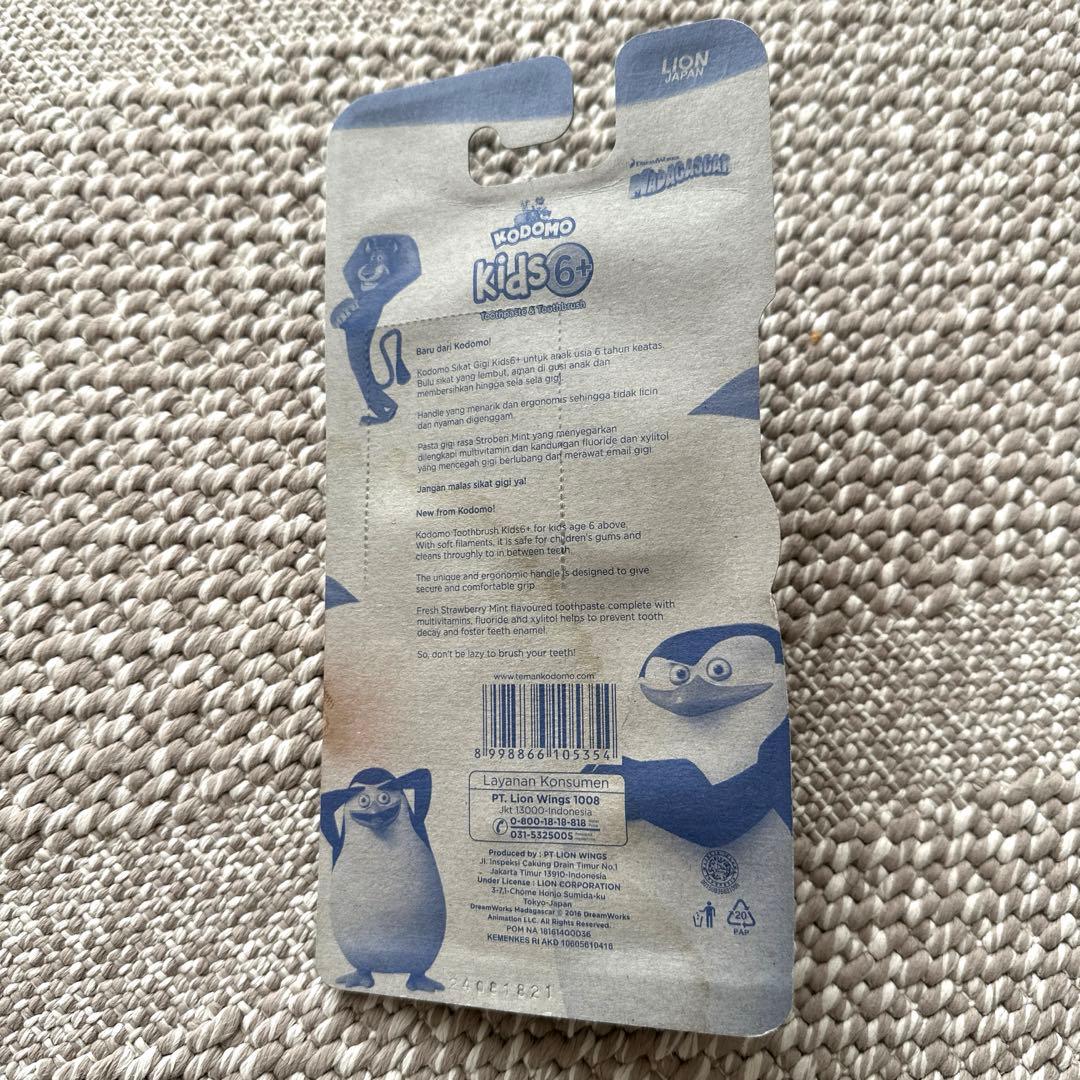 LION
JAPAN
DreamWorks
MADAGASCAR
KODOMO
Kids 6+
Toothpaste & Toothbrush
Baru dari Kodomo!
Kodomo Sikat Gigi Kids6+ untuk anak usia 6 tahun keatas.
Bulu sikat yang lembut, aman di gusi anak dan
membersihkan hingga sela sela gigi.
Handle yang menarik dan ergonomis sehingga tidak licin
dan nyaman digenggam.
Pasta gigi rasa Stroberi Mint yang menyegarkan
dilengkapi multivitamin dan kandungan fluoride dan xylitol
yang mencegah gigi berlubang dan merawat email gigi
Jangan malas sikat gigi ya!
New from Kodomo!
Kodomo Toothbrush Kids6+ for kids age 6 above.
With soft filaments, it is safe for children's gums and
cleans throughly to in between teeth.
The unique and ergonomic handle is designed to give
secure and comfortable grip
Fresh Strawberry Mint flavoured toothpaste complete with
multivitamins, fluoride and xylitol helps to prevent tooth
decay and foster teeth enamel.
So, don't be lazy to brush your teeth!
www.temankodomo.com
8 998866 105354
Layanan Konsumen
PT. Lion Wings 1008
Jkt 13000-Indonesia
0-800-18-18-818
031-5325005
Produced by : PT LION WINGS
Jl. Inspeksi Cakung Drain Timur No.1
Jakarta Timur 13910-Indonesia
Under License : LION CORPORATION
3-7,1-Chome Honjo Sumida-ku
Tokyo-Japan
DreamWorks Madagascar © 2016 DreamWorks
Animation LLC. All Rights Reserved.
POM NA 18161400036
KEMENKES RI AKD 10605610416
20
PAP
24081821